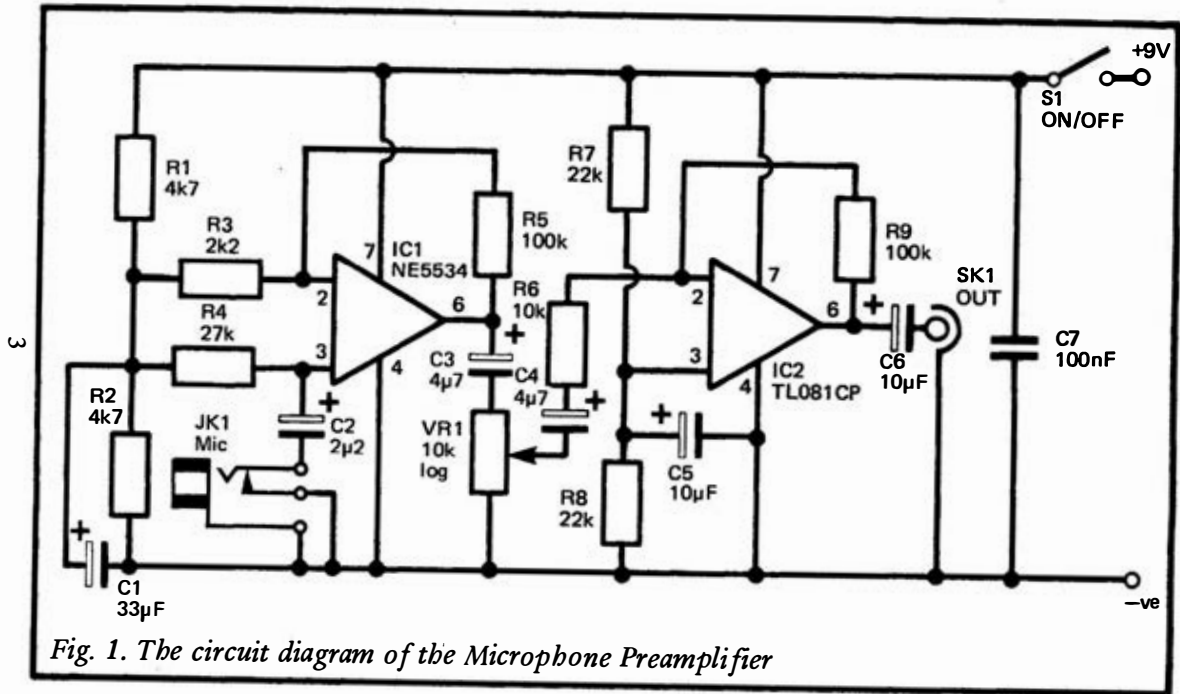 +9V
S1
ON/OFF
R1
4k7
R3
2k2
R4
27k
R2
4k7
JK1
Mic
C1
33µF
C2
2µ2
7
IC1
NE5534
2
3
6
4
R5
100k
R6
10k
C3
4µ7
C4
4µ7
VR1
10k
log
R7
22k
R8
22k
C5
10µF
7
2
3
6
4
IC2
TL081CP
R9
100k
C6
10µF
SK1
OUT
C7
100nF
+
+
+
+
+
+
–ve
3
Fig. 1. The circuit diagram of the Microphone Preamplifier